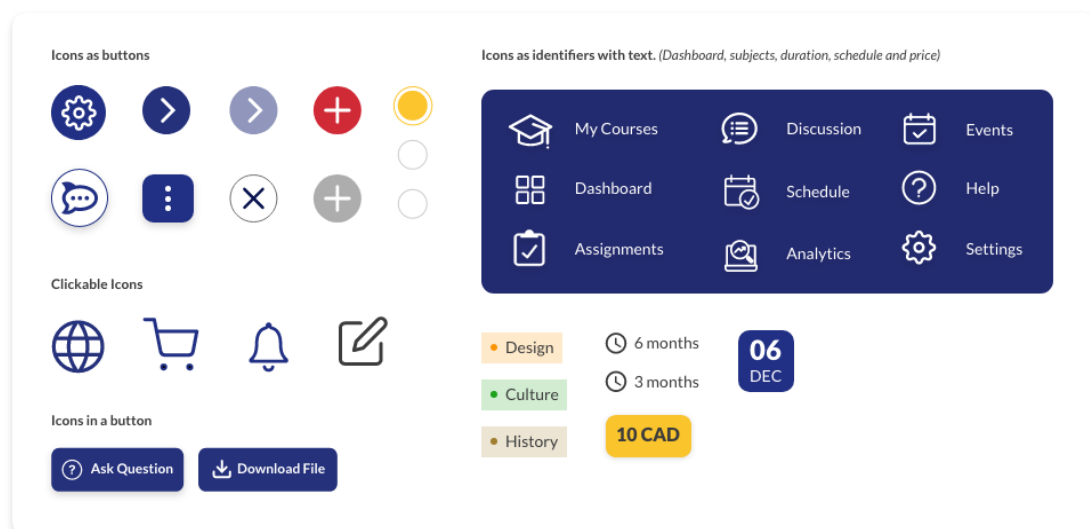 Icons as buttons
Icons as identifiers with text. (Dashboard, subjects, duration, schedule and price)
My Courses
Discussion
Events
Dashboard
Schedule
Help
Assignments
Analytics
Settings
Clickable Icons
Design
Culture
History
6 months
3 months
10 CAD
06
DEC
Icons in a button
? Ask Question
Download File